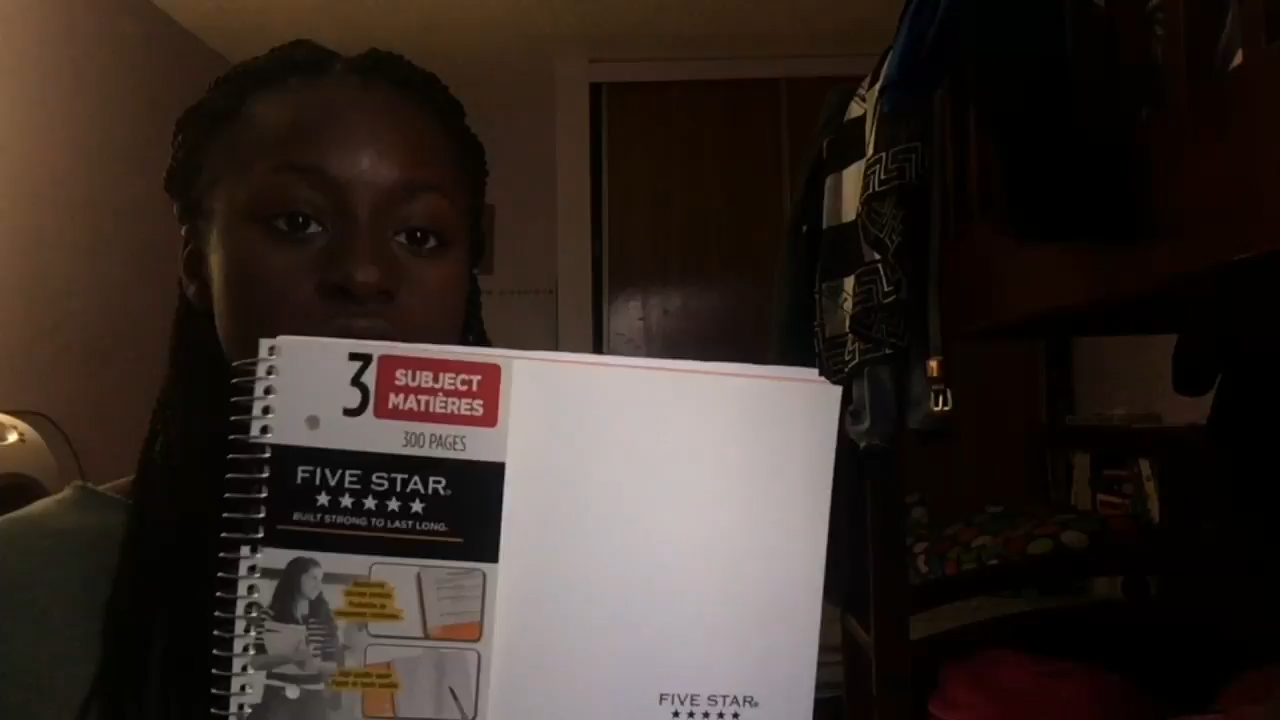 3 SUBJECT
MATIÈRES
300 PAGES
FIVE STAR®
BUILT STRONG TO LAST LONG.
FIVE STAR®